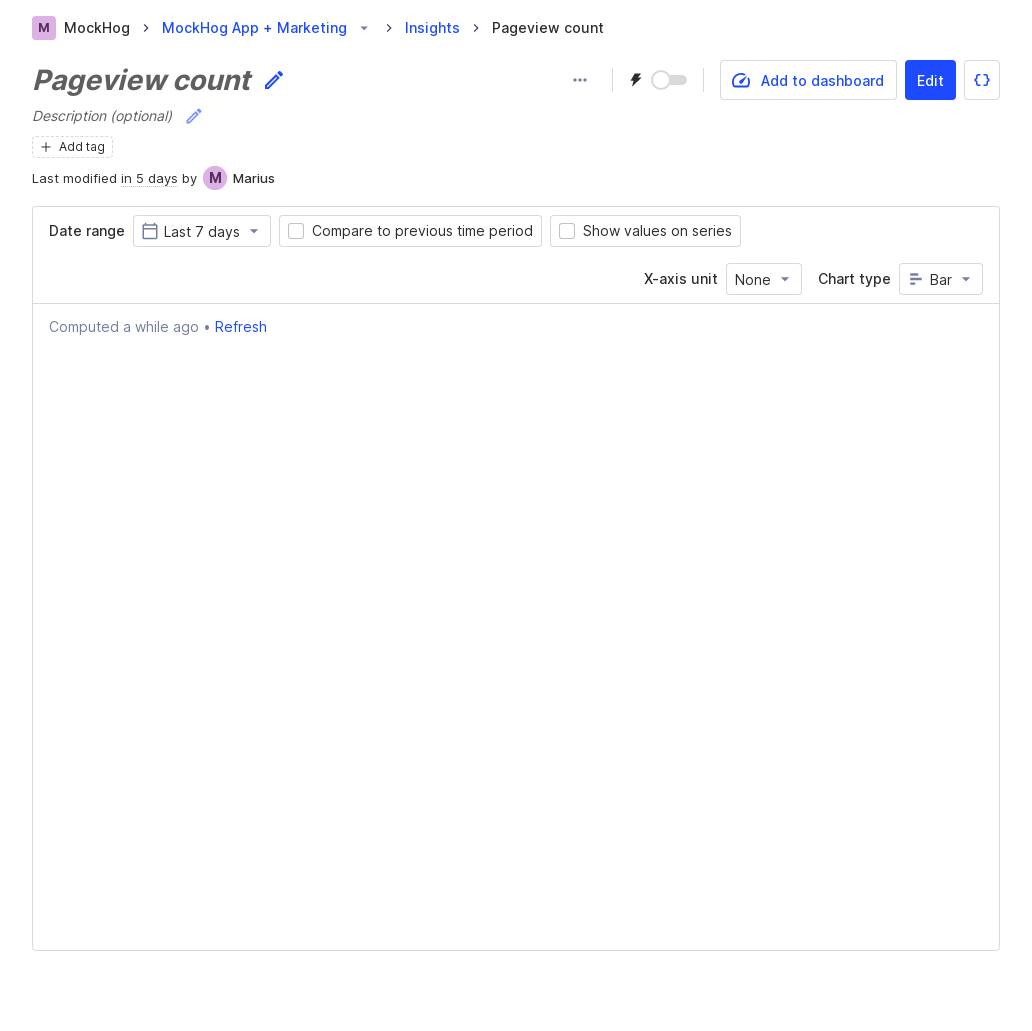 M MockHog > MockHog App + Marketing > Insights > Pageview count
Pageview count
Add to dashboard
Edit
{}
Description (optional)
+ Add tag
Last modified in 5 days by M Marius
Date range Last 7 days Compare to previous time period Show values on series
X-axis unit None Chart type Bar
Computed a while ago • Refresh